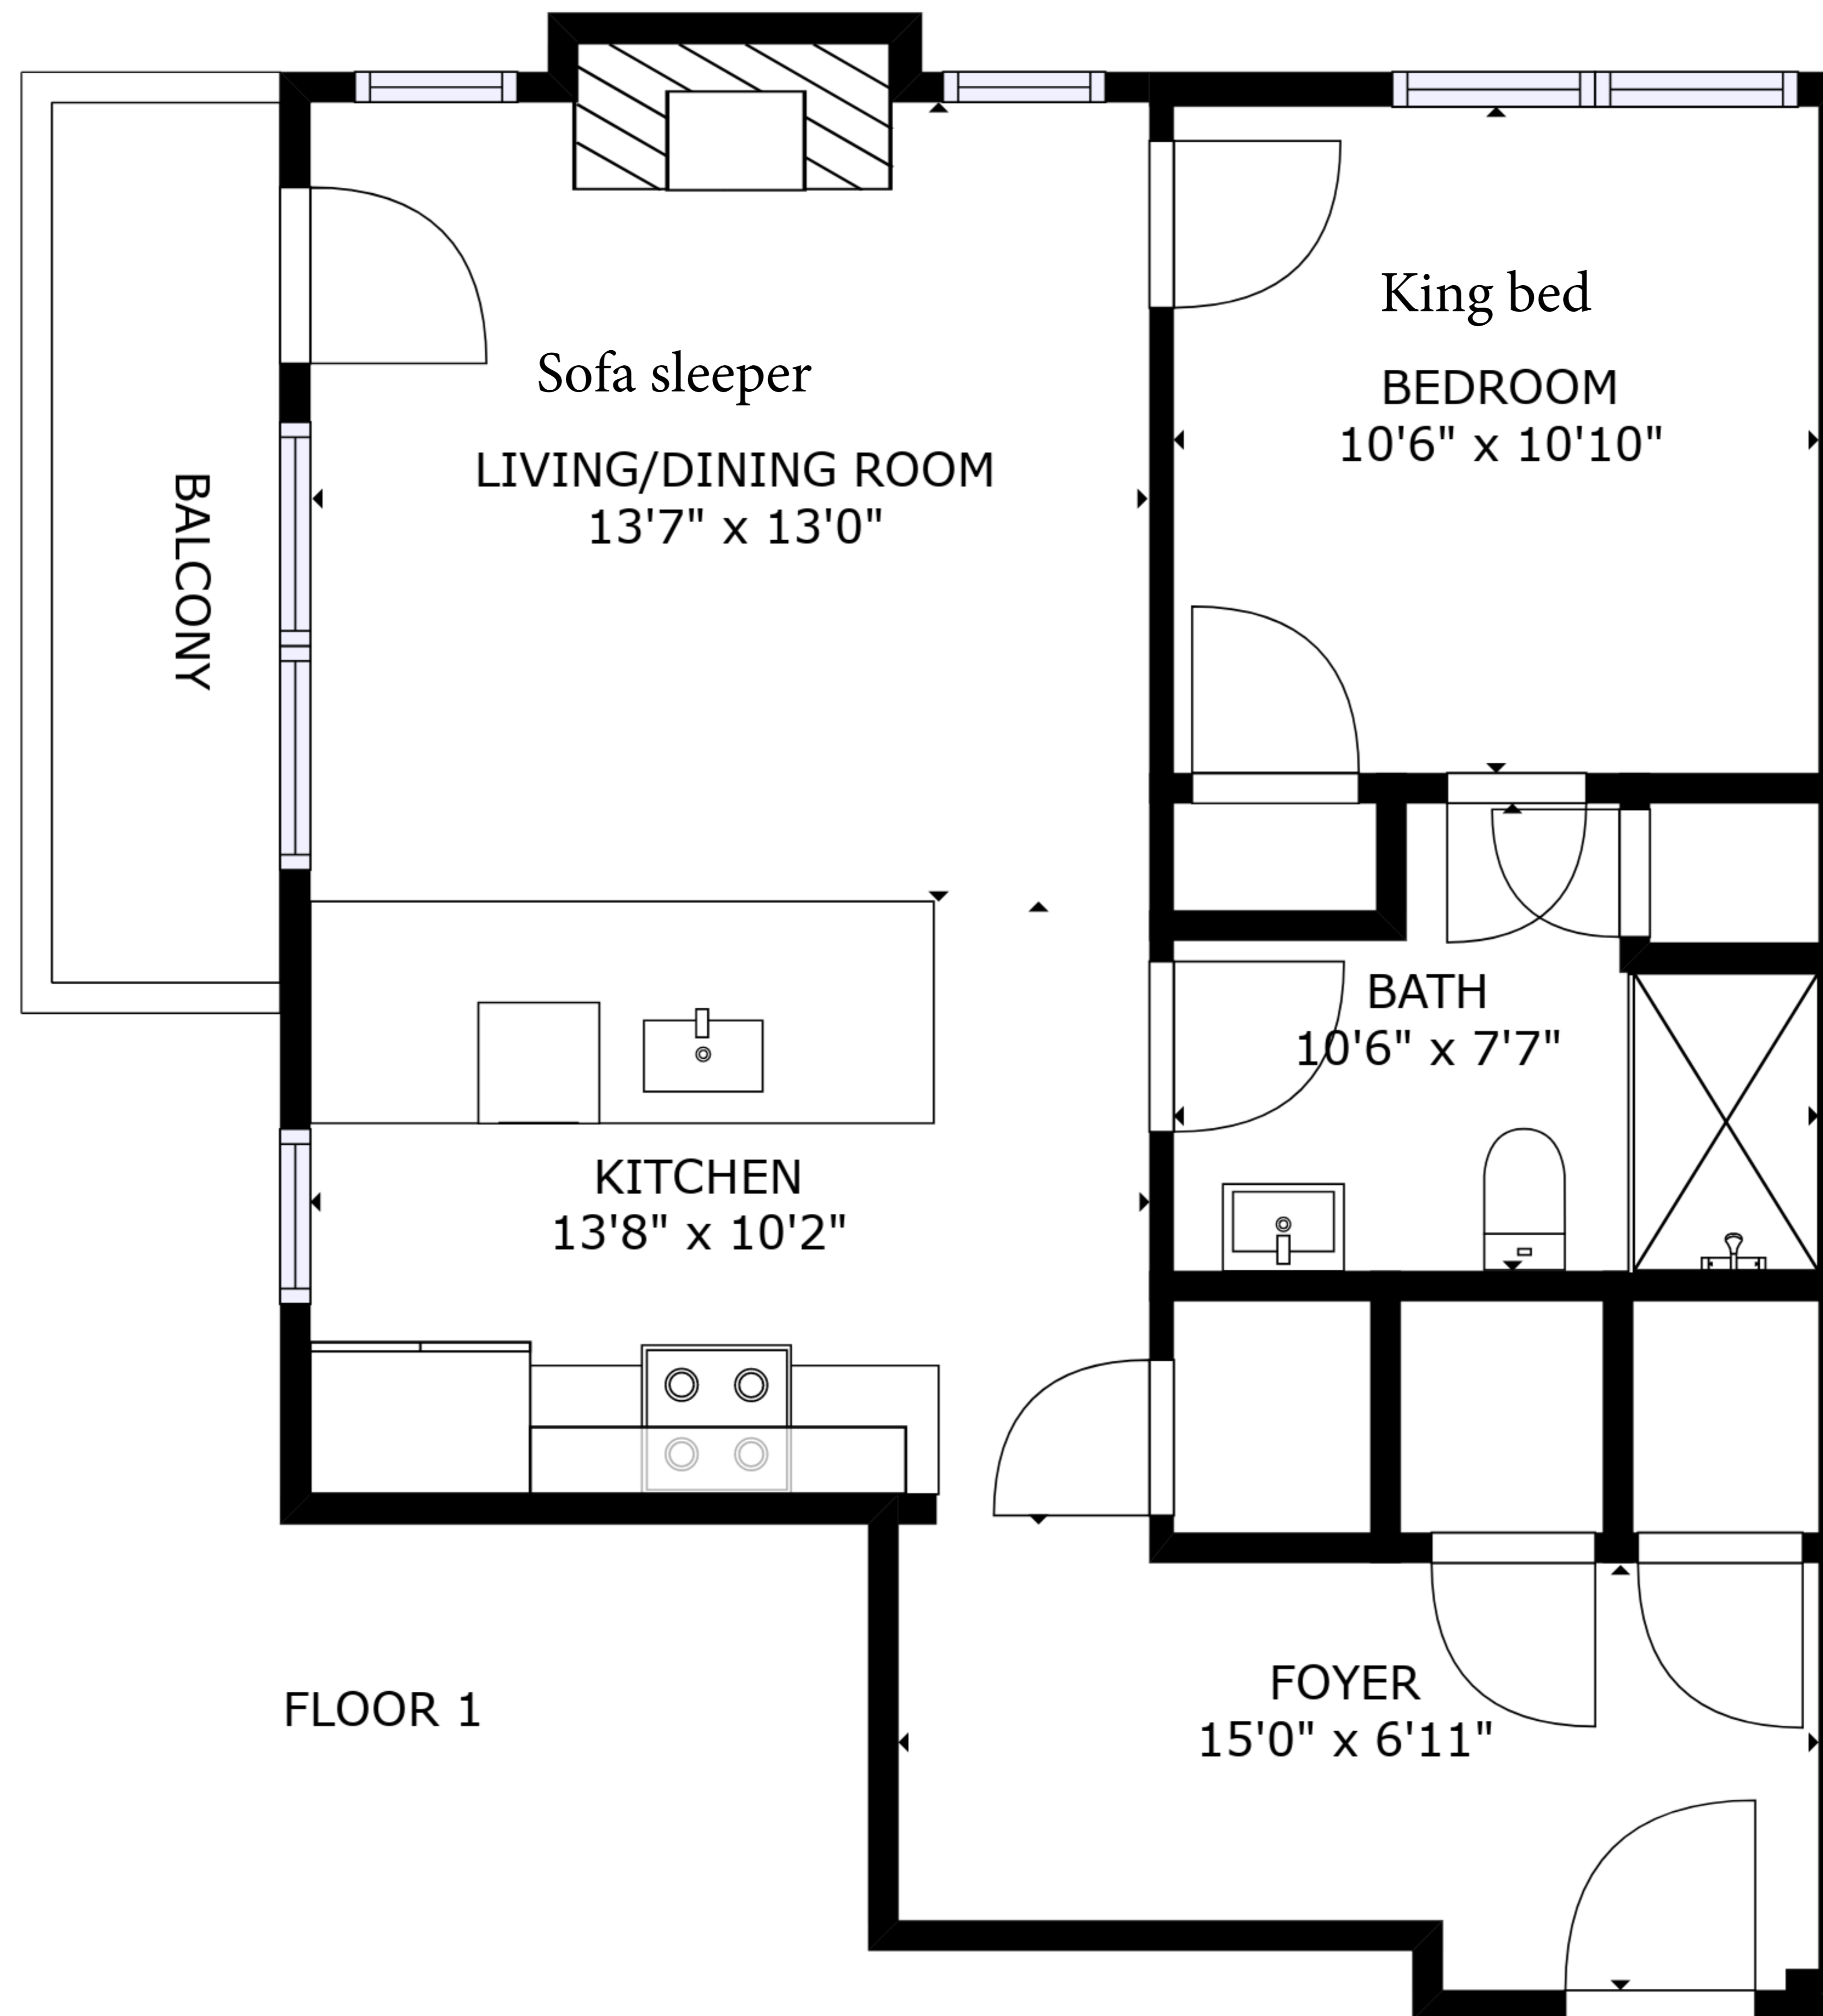 King bed
Sofa sleeper
BEDROOM
10'6" x 10'10"
LIVING/DINING ROOM
13'7" x 13'0"
BALCONY
BATH
10'6" x 7'7"
KITCHEN
13'8" x 10'2"
FOYER
15'0" x 6'11"
FLOOR 1